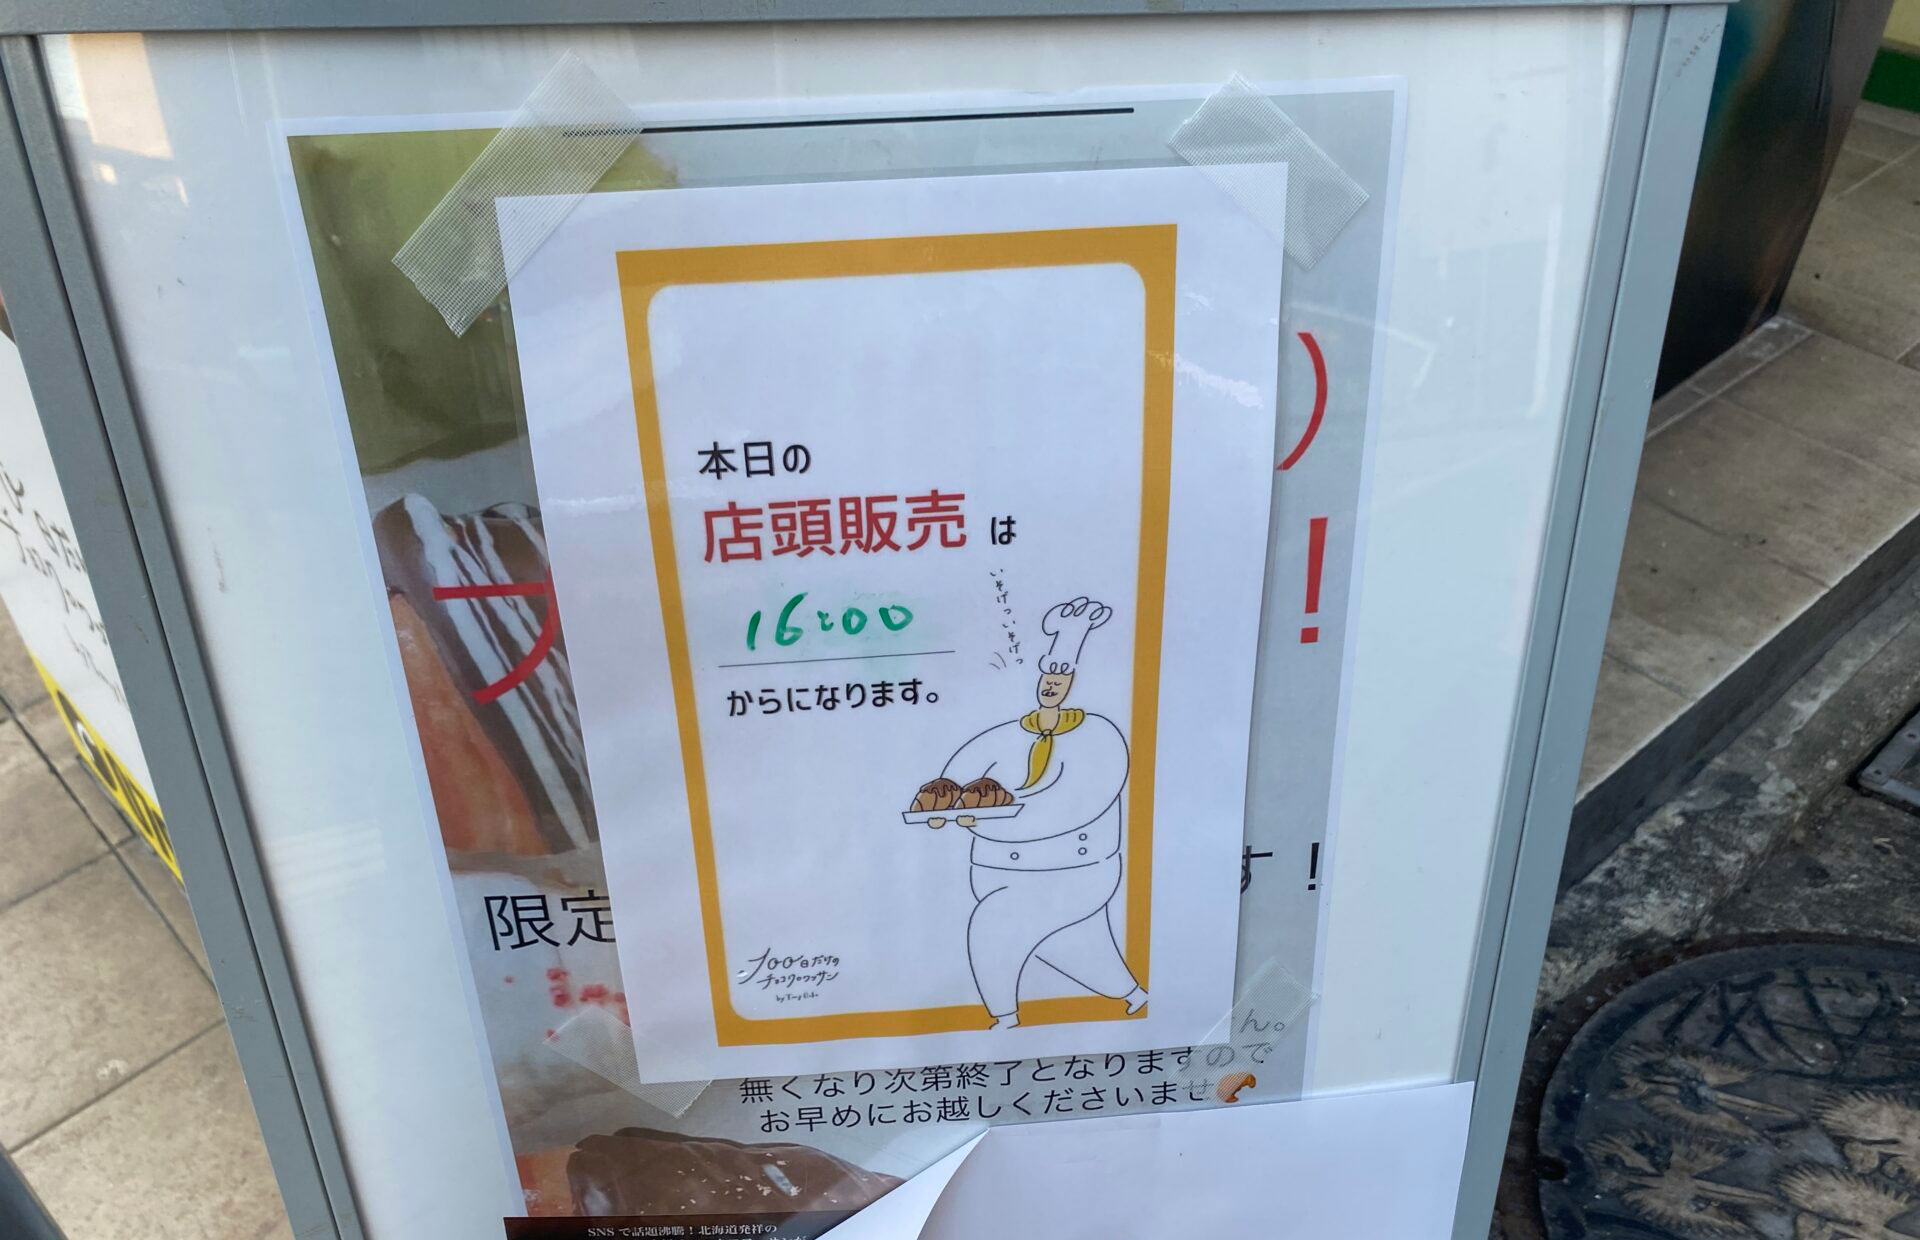 本日の
店頭販売は
16:00
からになります。
いそげっいそげっ
100日だけの
チョコクロワッサン
)
!
限定
す!
ん。
無くなり次第終了となりますので
お早めにお越しくださいませ
SNSで話題沸騰!北海道発祥の